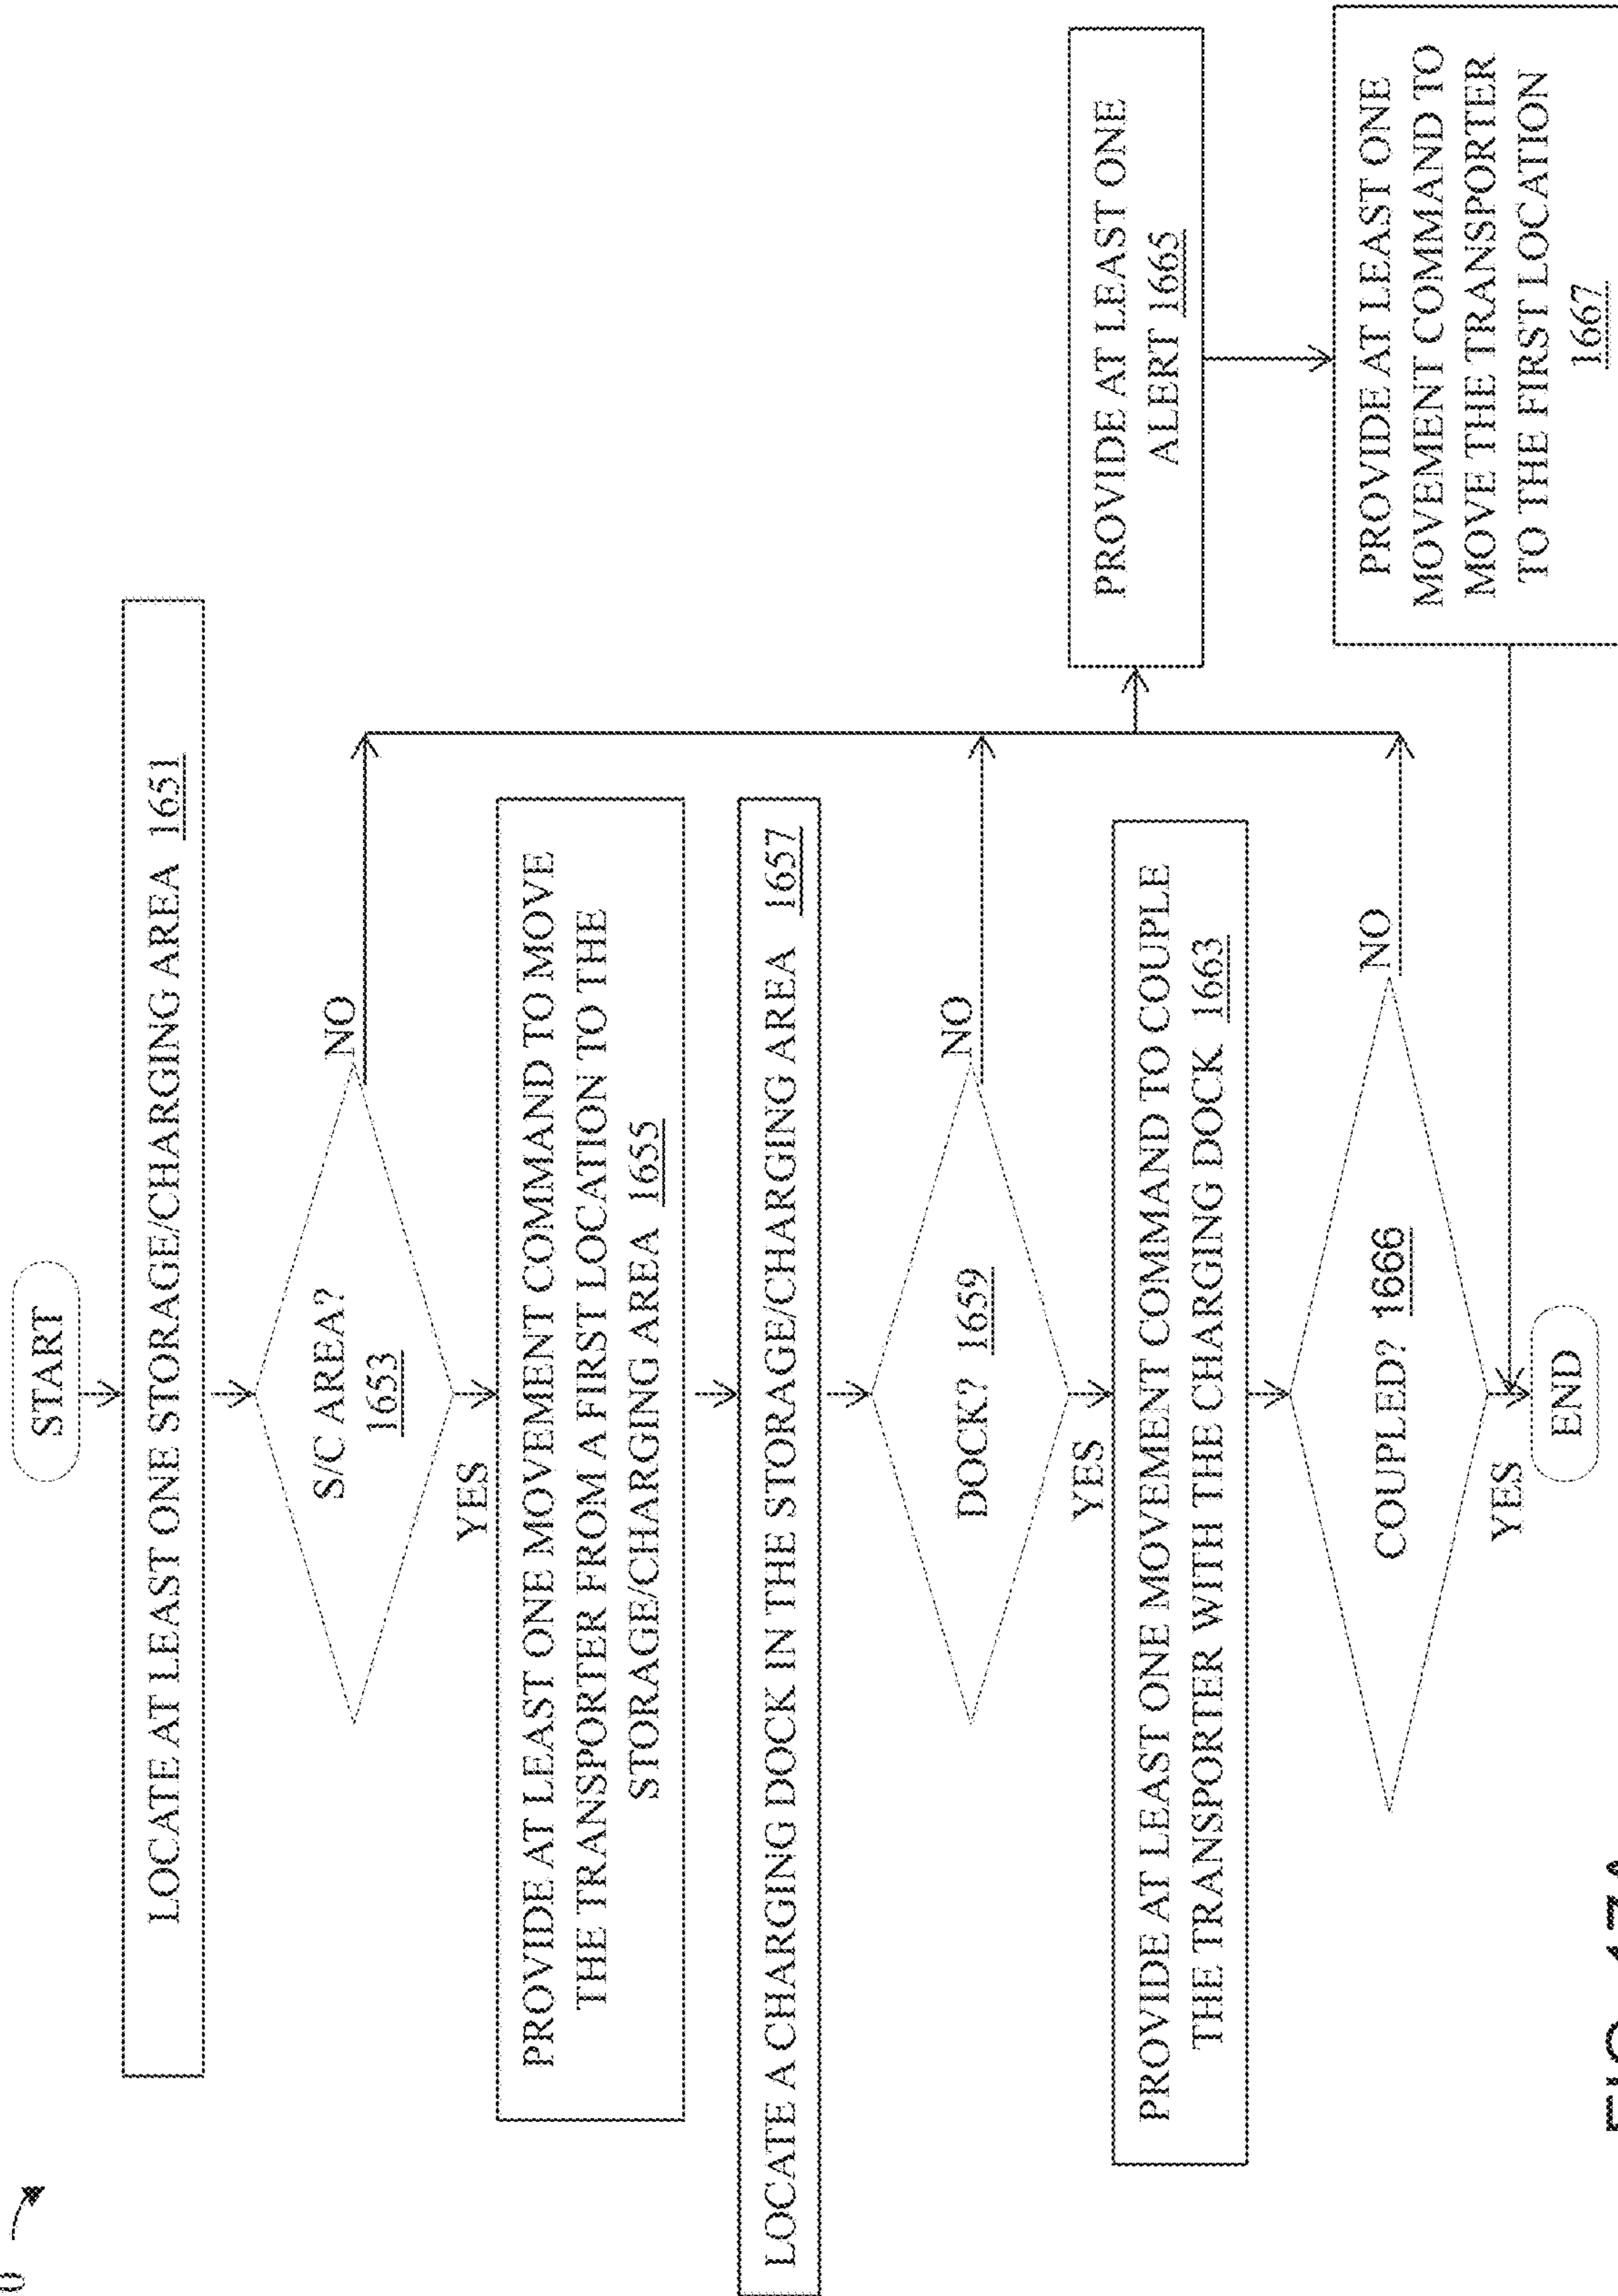 START
LOCATE AT LEAST ONE STORAGE/CHARGING AREA 1651
S/C AREA?
1653
NO
YES
PROVIDE AT LEAST ONE MOVEMENT COMMAND TO MOVE
THE TRANSPORTER FROM A FIRST LOCATION TO THE
STORAGE/CHARGING AREA 1655
LOCATE A CHARGING DOCK IN THE STORAGE/CHARGING AREA 1657
DOCK? 1659
NO
YES
PROVIDE AT LEAST ONE MOVEMENT COMMAND TO COUPLE
THE TRANSPORTER WITH THE CHARGING DOCK 1663
COUPLED? 1666
NO
YES
END
PROVIDE AT LEAST ONE
ALERT 1665
PROVIDE AT LEAST ONE
MOVEMENT COMMAND TO
MOVE THE TRANSPORTER
TO THE FIRST LOCATION
1667